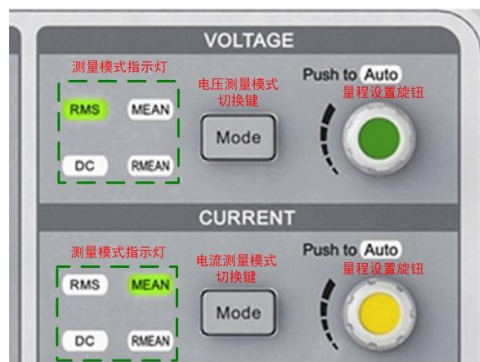 VOLTAGE
测量模式指示灯
电压测量模式
切换键
Push to Auto
量程设置旋钮
RMS
MEAN
Mode
DC
RMEAN
CURRENT
测量模式指示灯
电流测量模式
切换键
Push to Auto
量程设置旋钮
RMS
MEAN
Mode
DC
RMEAN